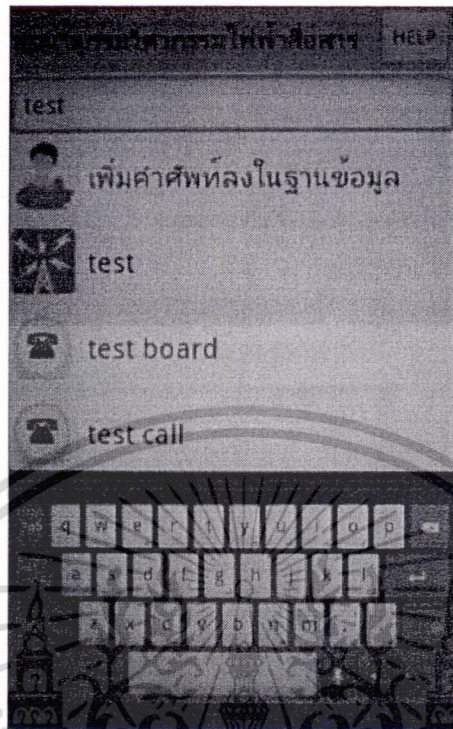 HELP
test
เพิ่มคำศัพท์ลงในฐานข้อมูล
test
test board
test call
q w e r t y u i o p
a s d f g h j k l
z x c v b n m